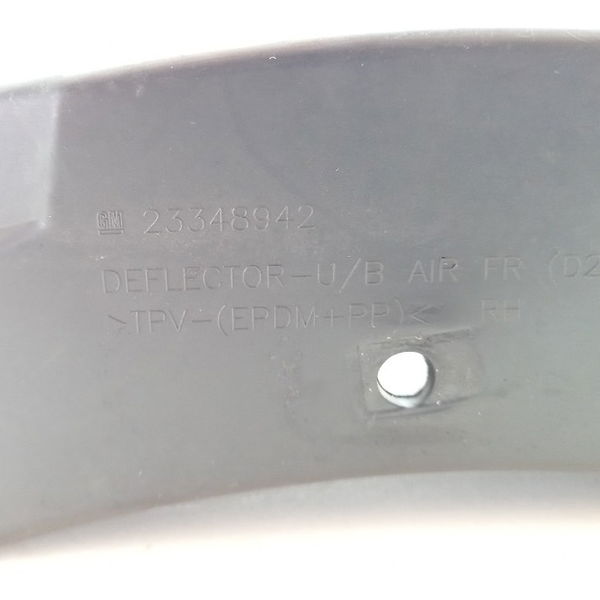 GM 23348942
DEFLECTOR-U/B AIR FR (D2
>TPV-(EPDM+PP)< RH